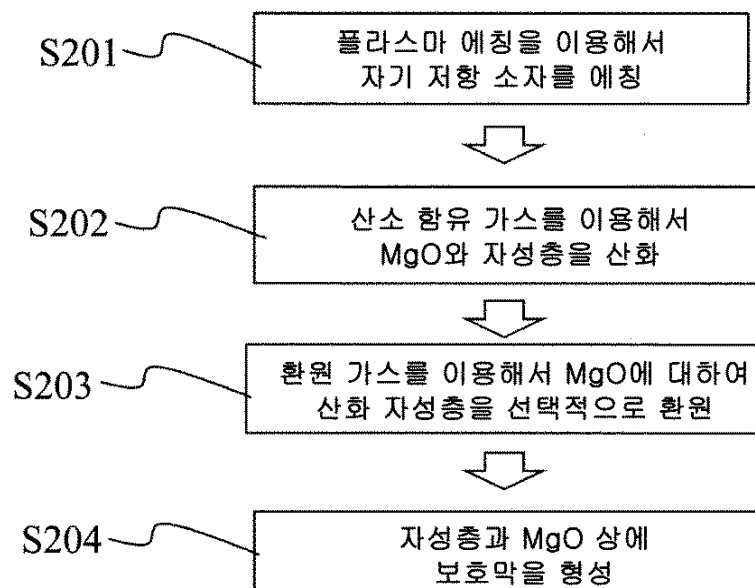 S201
플라스마 에칭을 이용해서
자기 저항 소자를 에칭
S202
산소 함유 가스를 이용해서
MgO와 자성층을 산화
S203
환원 가스를 이용해서 MgO에 대하여
산화 자성층을 선택적으로 환원
S204
자성층과 MgO 상에
보호막을 형성